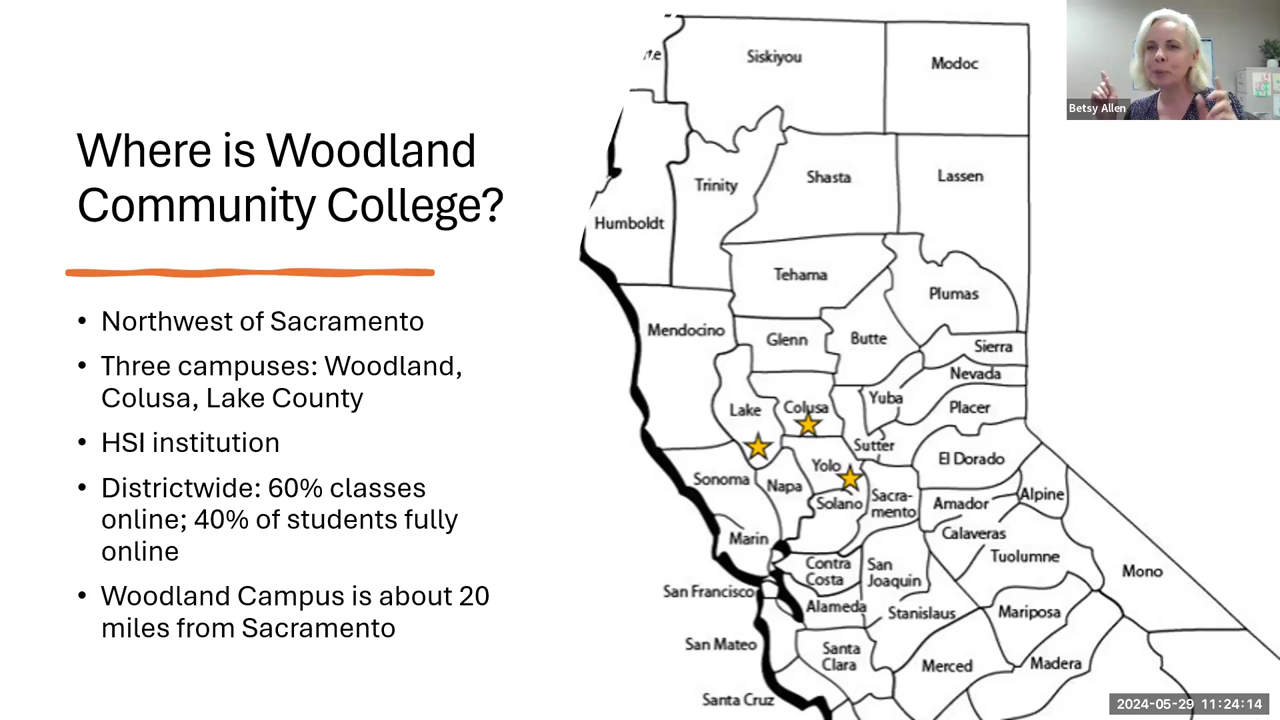 Where is Woodland
Community College?
• Northwest of Sacramento
• Three campuses: Woodland,
Colusa, Lake County
• HSI institution
• Districtwide: 60% classes
online; 40% of students fully
online
• Woodland Campus is about 20
miles from Sacramento
Siskiyou
Modoc
Trinity
Shasta
Lassen
Humboldt
Tehama
Plumas
Mendocino
Glenn
Butte
Sierra
Nevada
Lake
Colusa
Yuba
Placer
Sutter
El Dorado
Sonoma
Napa
Yolo
Solano
Sacra-
mento
Amador
Alpine
Marin
Calaveras
Contra
Costa
San
Joaquin
Tuolumne
Mono
San Francisco
Alameda
Stanislaus
Mariposa
San Mateo
Santa
Clara
Merced
Madera
Santa Cruz
Betsy Allen
2024-05-29 11:24:14